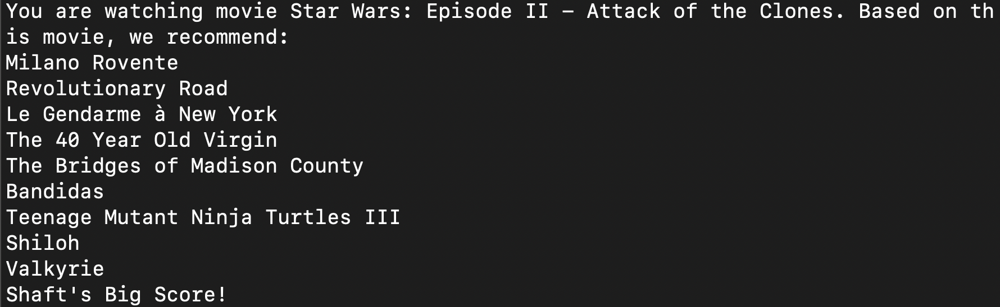 You are watching movie Star Wars: Episode II – Attack of the Clones. Based on th
is movie, we recommend:
Milano Rovente
Revolutionary Road
Le Gendarme à New York
The 40 Year Old Virgin
The Bridges of Madison County
Bandidas
Teenage Mutant Ninja Turtles III
Shiloh
Valkyrie
Shaft's Big Score!